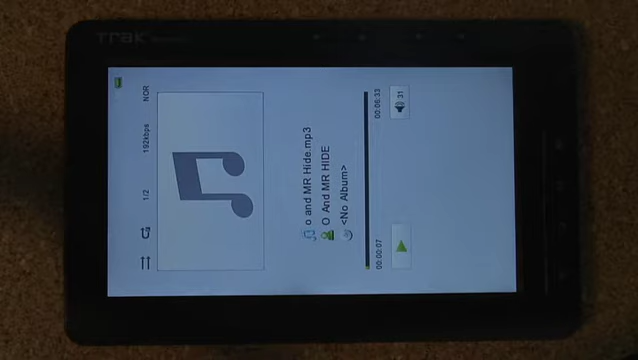 Trak
1/2 192kbps NOR
o and MR Hide.mp3
O And MR HIDE
<No Album>
00:00:07 00:06:33
31